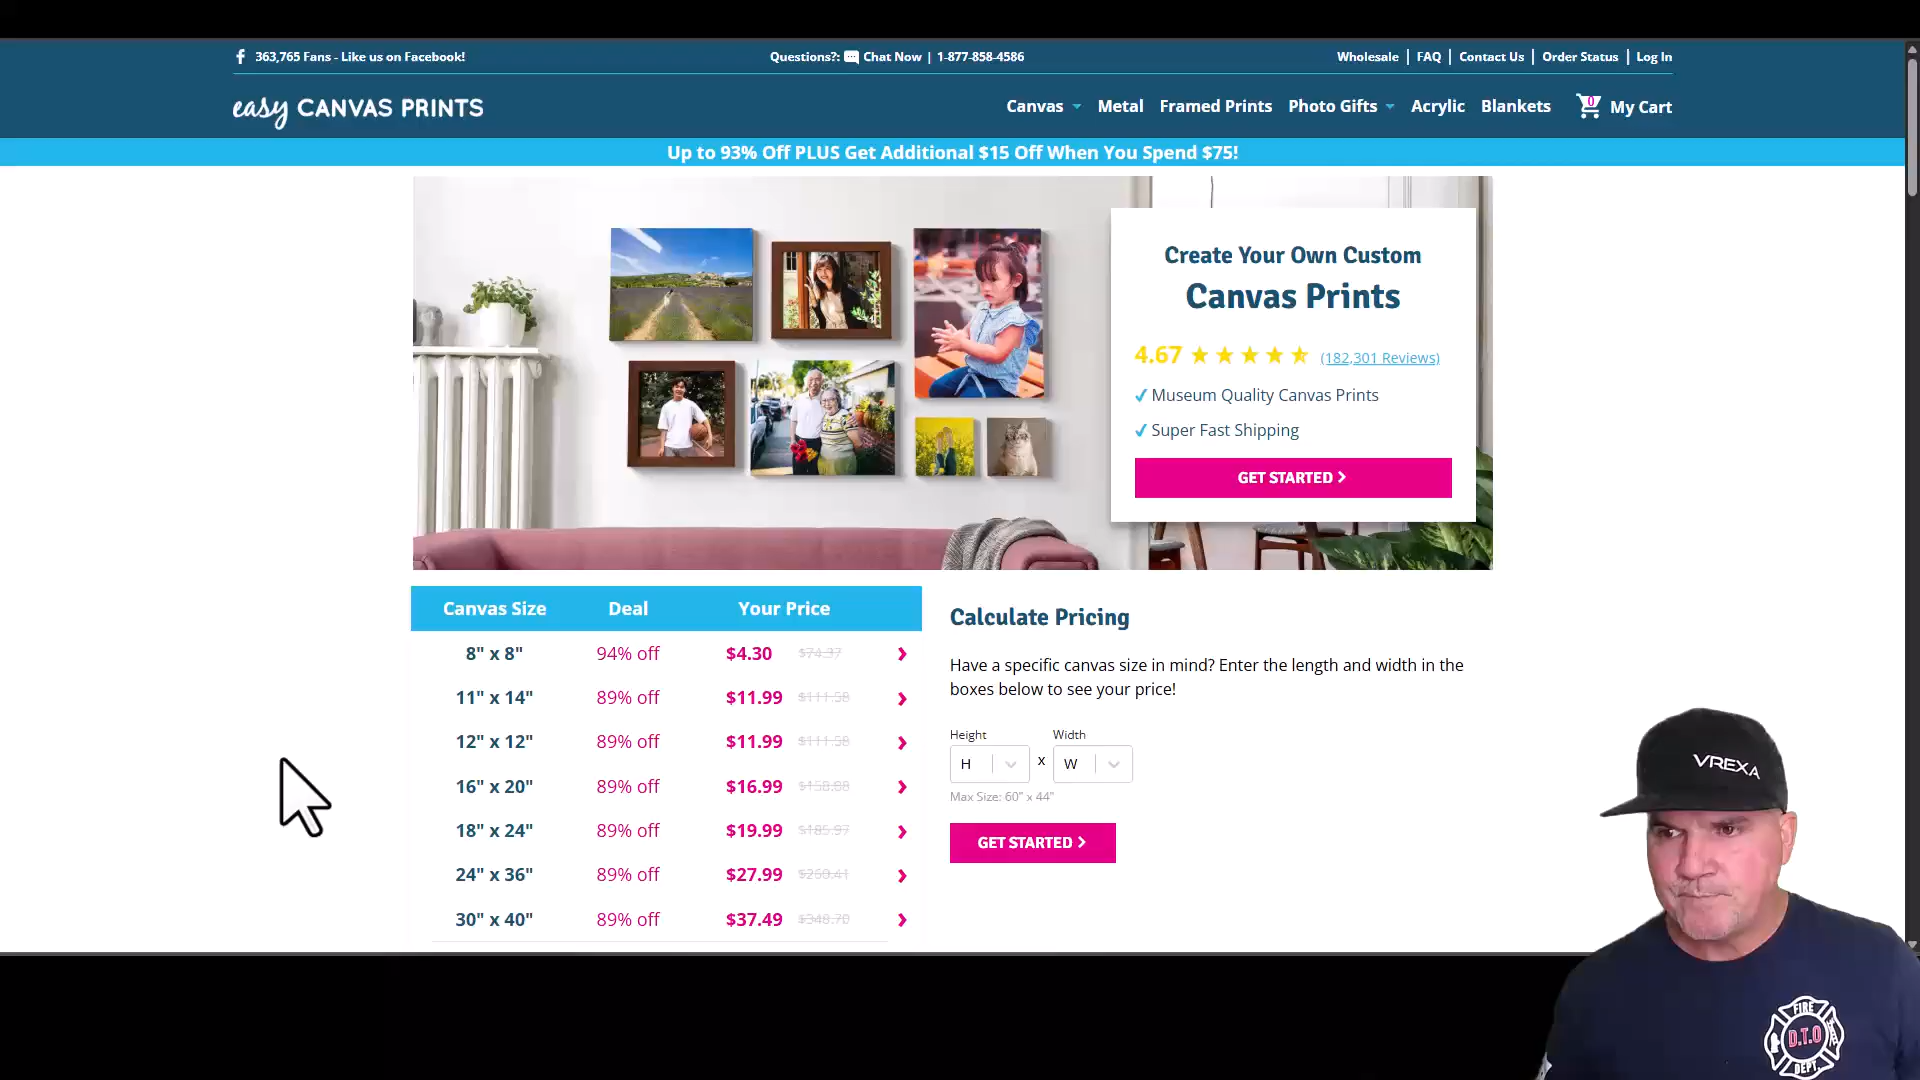 363,765 Fans - Like us on Facebook!
Questions?: Chat Now | 1-877-858-4586
Wholesale | FAQ | Contact Us | Order Status | Log In
easy CANVAS PRINTS
Canvas Metal Framed Prints Photo Gifts Acrylic Blankets 0 My Cart
Up to 93% Off PLUS Get Additional $15 Off When You Spend $75!
Create Your Own Custom
Canvas Prints
4.67 (182,301 Reviews)
✓ Museum Quality Canvas Prints
✓ Super Fast Shipping
GET STARTED >
Canvas Size Deal Your Price
8" x 8" 94% off $4.30 $74.37
11" x 14" 89% off $11.99 $111.58
12" x 12" 89% off $11.99 $111.58
16" x 20" 89% off $16.99 $158.08
18" x 24" 89% off $19.99 $185.97
24" x 36" 89% off $27.99 $260.41
30" x 40" 89% off $37.49 $348.70
Calculate Pricing
Have a specific canvas size in mind? Enter the length and width in the
boxes below to see your price!
Height Width
H x W
Max Size: 60" x 44"
GET STARTED >
VREXA
FIRE
D.T.O
DEPT.